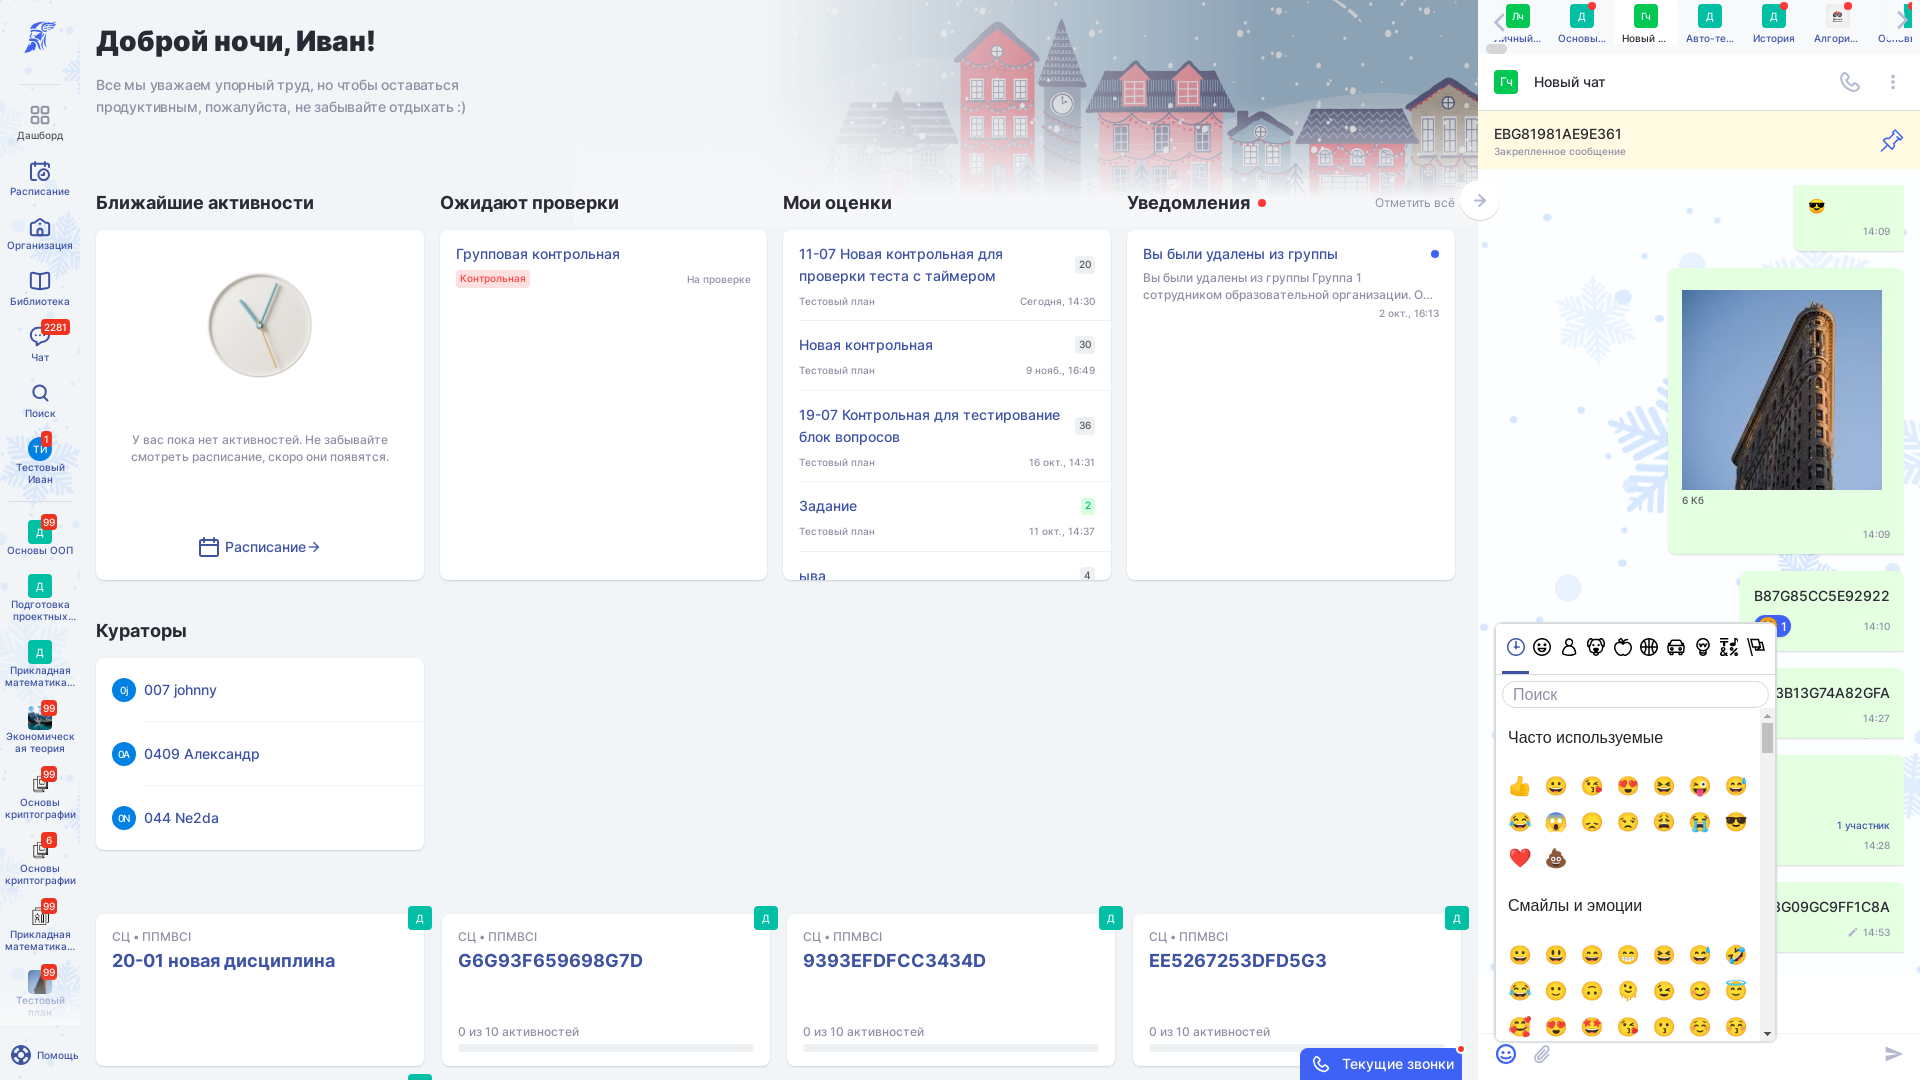 Дашборд
Расписание
Организация
Библиотека
2281
Чат
Поиск
1
ТИ
Тестовый
Иван
99
Д
Основы ООП
Д
Подготовка
проектных...
Д
Прикладная
математика...
99
Экономическ
ая теория
99
Основы
криптографии
6
Основы
криптографии
99
Прикладная
математика...
99
Тестовый
план
Помощь
Доброй ночи, Иван!
Все мы уважаем упорный труд, но чтобы оставаться
продуктивным, пожалуйста, не забывайте отдыхать :)
Ближайшие активности
У вас пока нет активностей. Не забывайте
смотреть расписание, скоро они появятся.
Расписание
Ожидают проверки
Групповая контрольная
Контрольная
На проверке
Мои оценки
11-07 Новая контрольная для
проверки теста с таймером
20
Тестовый план
Сегодня, 14:30
Новая контрольная
30
Тестовый план
9 нояб., 16:49
19-07 Контрольная для тестирование
блок вопросов
36
Тестовый план
16 окт., 14:31
Задание
2
Тестовый план
11 окт., 14:37
ыва
4
Уведомления
Отметить всё
Вы были удалены из группы
Вы были удалены из группы Группа 1
сотрудником образовательной организации. О...
2 окт., 16:13
Кураторы
0j
007 johnny
0А
0409 Александр
0N
044 Ne2da
Д
СЦ • ППМВСІ
20-01 новая дисциплина
Д
СЦ • ППМВСІ
G6G93F659698G7D
0 из 10 активностей
Д
СЦ • ППМВСІ
9393EFDFCC3434D
0 из 10 активностей
Д
СЦ • ППМВСІ
EE5267253DFD5G3
0 из 10 активностей
Текущие звонки
Лч
Личный...
Д
Основы...
Гч
Новый ...
Д
Авто-те...
Д
История
Алгори...
Гч
Новый чат
EBG81981AE9E361
Закрепленное сообщение
😎
14:09
6 Кб
14:09
B87G85CC5E92922
1
14:10
3B13G74A82GFA
14:27
1 участник
14:28
3G09GC9FF1C8A
14:53
Поиск
Часто используемые
Смайлы и эмоции